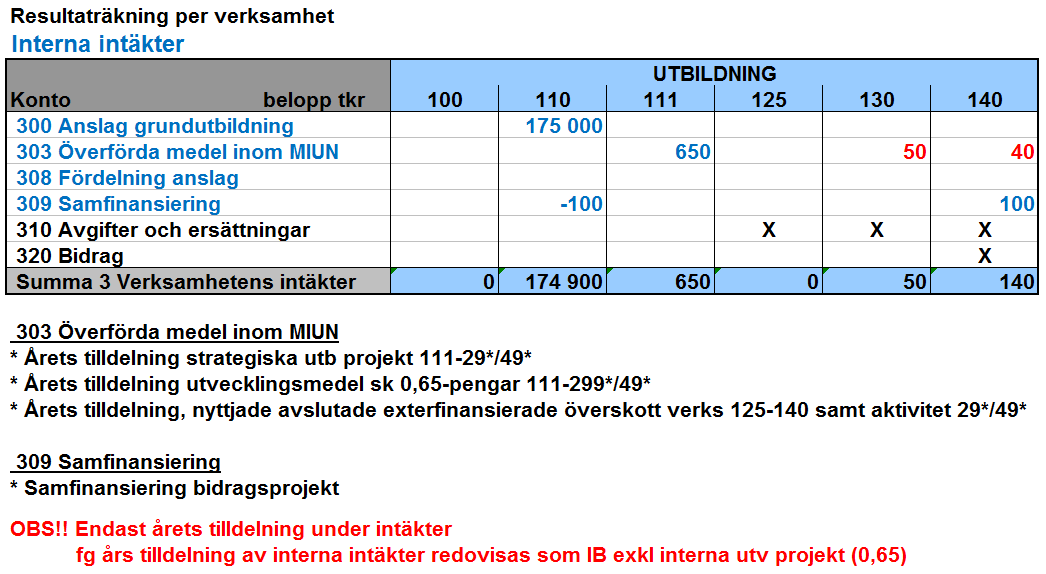 Resultaträkning per verksamhet
Interna intäkter
UTBILDNING
Konto belopp tkr 100 110 111 125 130 140
300 Anslag grundutbildning 175 000
303 Överförda medel inom MIUN 650 50 40
308 Fördelning anslag
309 Samfinansiering -100 100
310 Avgifter och ersättningar X X X
320 Bidrag X
Summa 3 Verksamhetens intäkter 0 174 900 650 0 50 140
303 Överförda medel inom MIUN
* Årets tilldelning strategiska utb projekt 111-29*/49*
* Årets tilldelning utvecklingsmedel sk 0,65-pengar 111-299*/49*
* Årets tilldelning, nyttjade avslutade exterfinansierade överskott verks 125-140 samt aktivitet 29*/49*
309 Samfinansiering
* Samfinansiering bidragsprojekt
OBS!! Endast årets tilldelning under intäkter
fg års tilldelning av interna intäkter redovisas som IB exkl interna utv projekt (0,65)